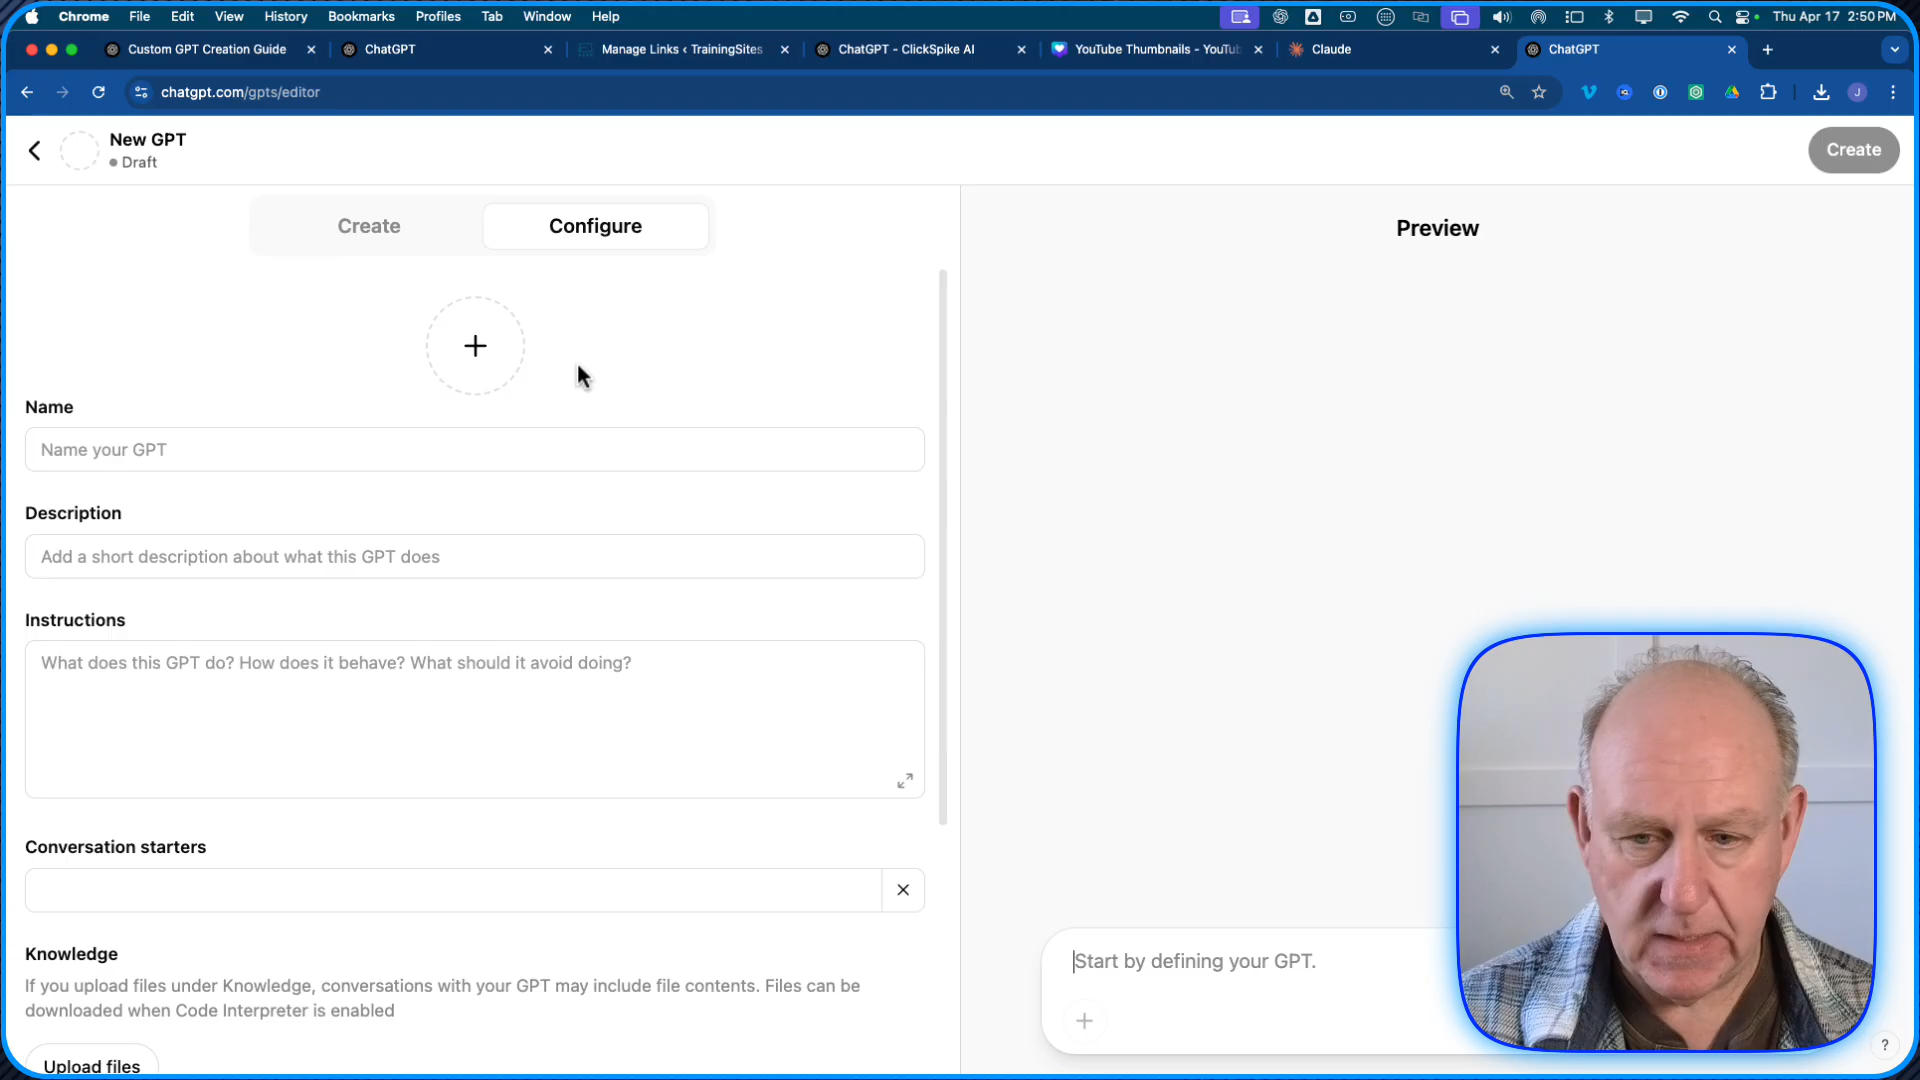 Chrome File Edit View History Bookmarks Profiles Tab Window Help Thu Apr 17 2:50 PM
Custom GPT Creation Guide ChatGPT Manage Links ‹ TrainingSites ChatGPT - ClickSpike AI YouTube Thumbnails - YouTu Claude ChatGPT
chatgpt.com/gpts/editor J
New GPT
Draft
Create
Create Configure
Preview
Name
Name your GPT
Description
Add a short description about what this GPT does
Instructions
What does this GPT do? How does it behave? What should it avoid doing?
Conversation starters
Knowledge
If you upload files under Knowledge, conversations with your GPT may include file contents. Files can be
downloaded when Code Interpreter is enabled
Upload files
Start by defining your GPT.
?